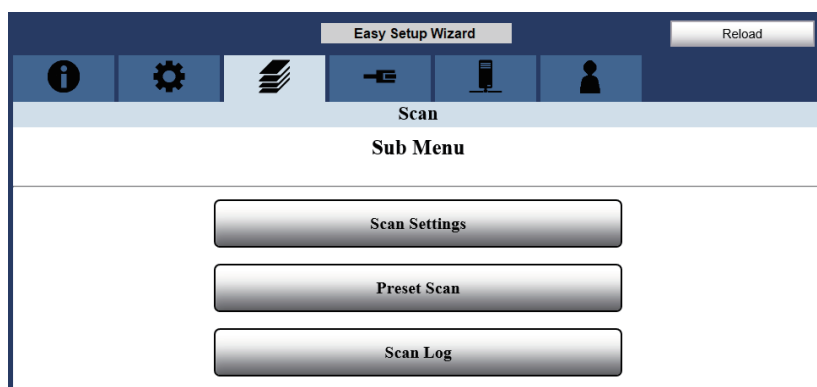 Easy Setup Wizard
Reload
Scan
Sub Menu
Scan Settings
Preset Scan
Scan Log